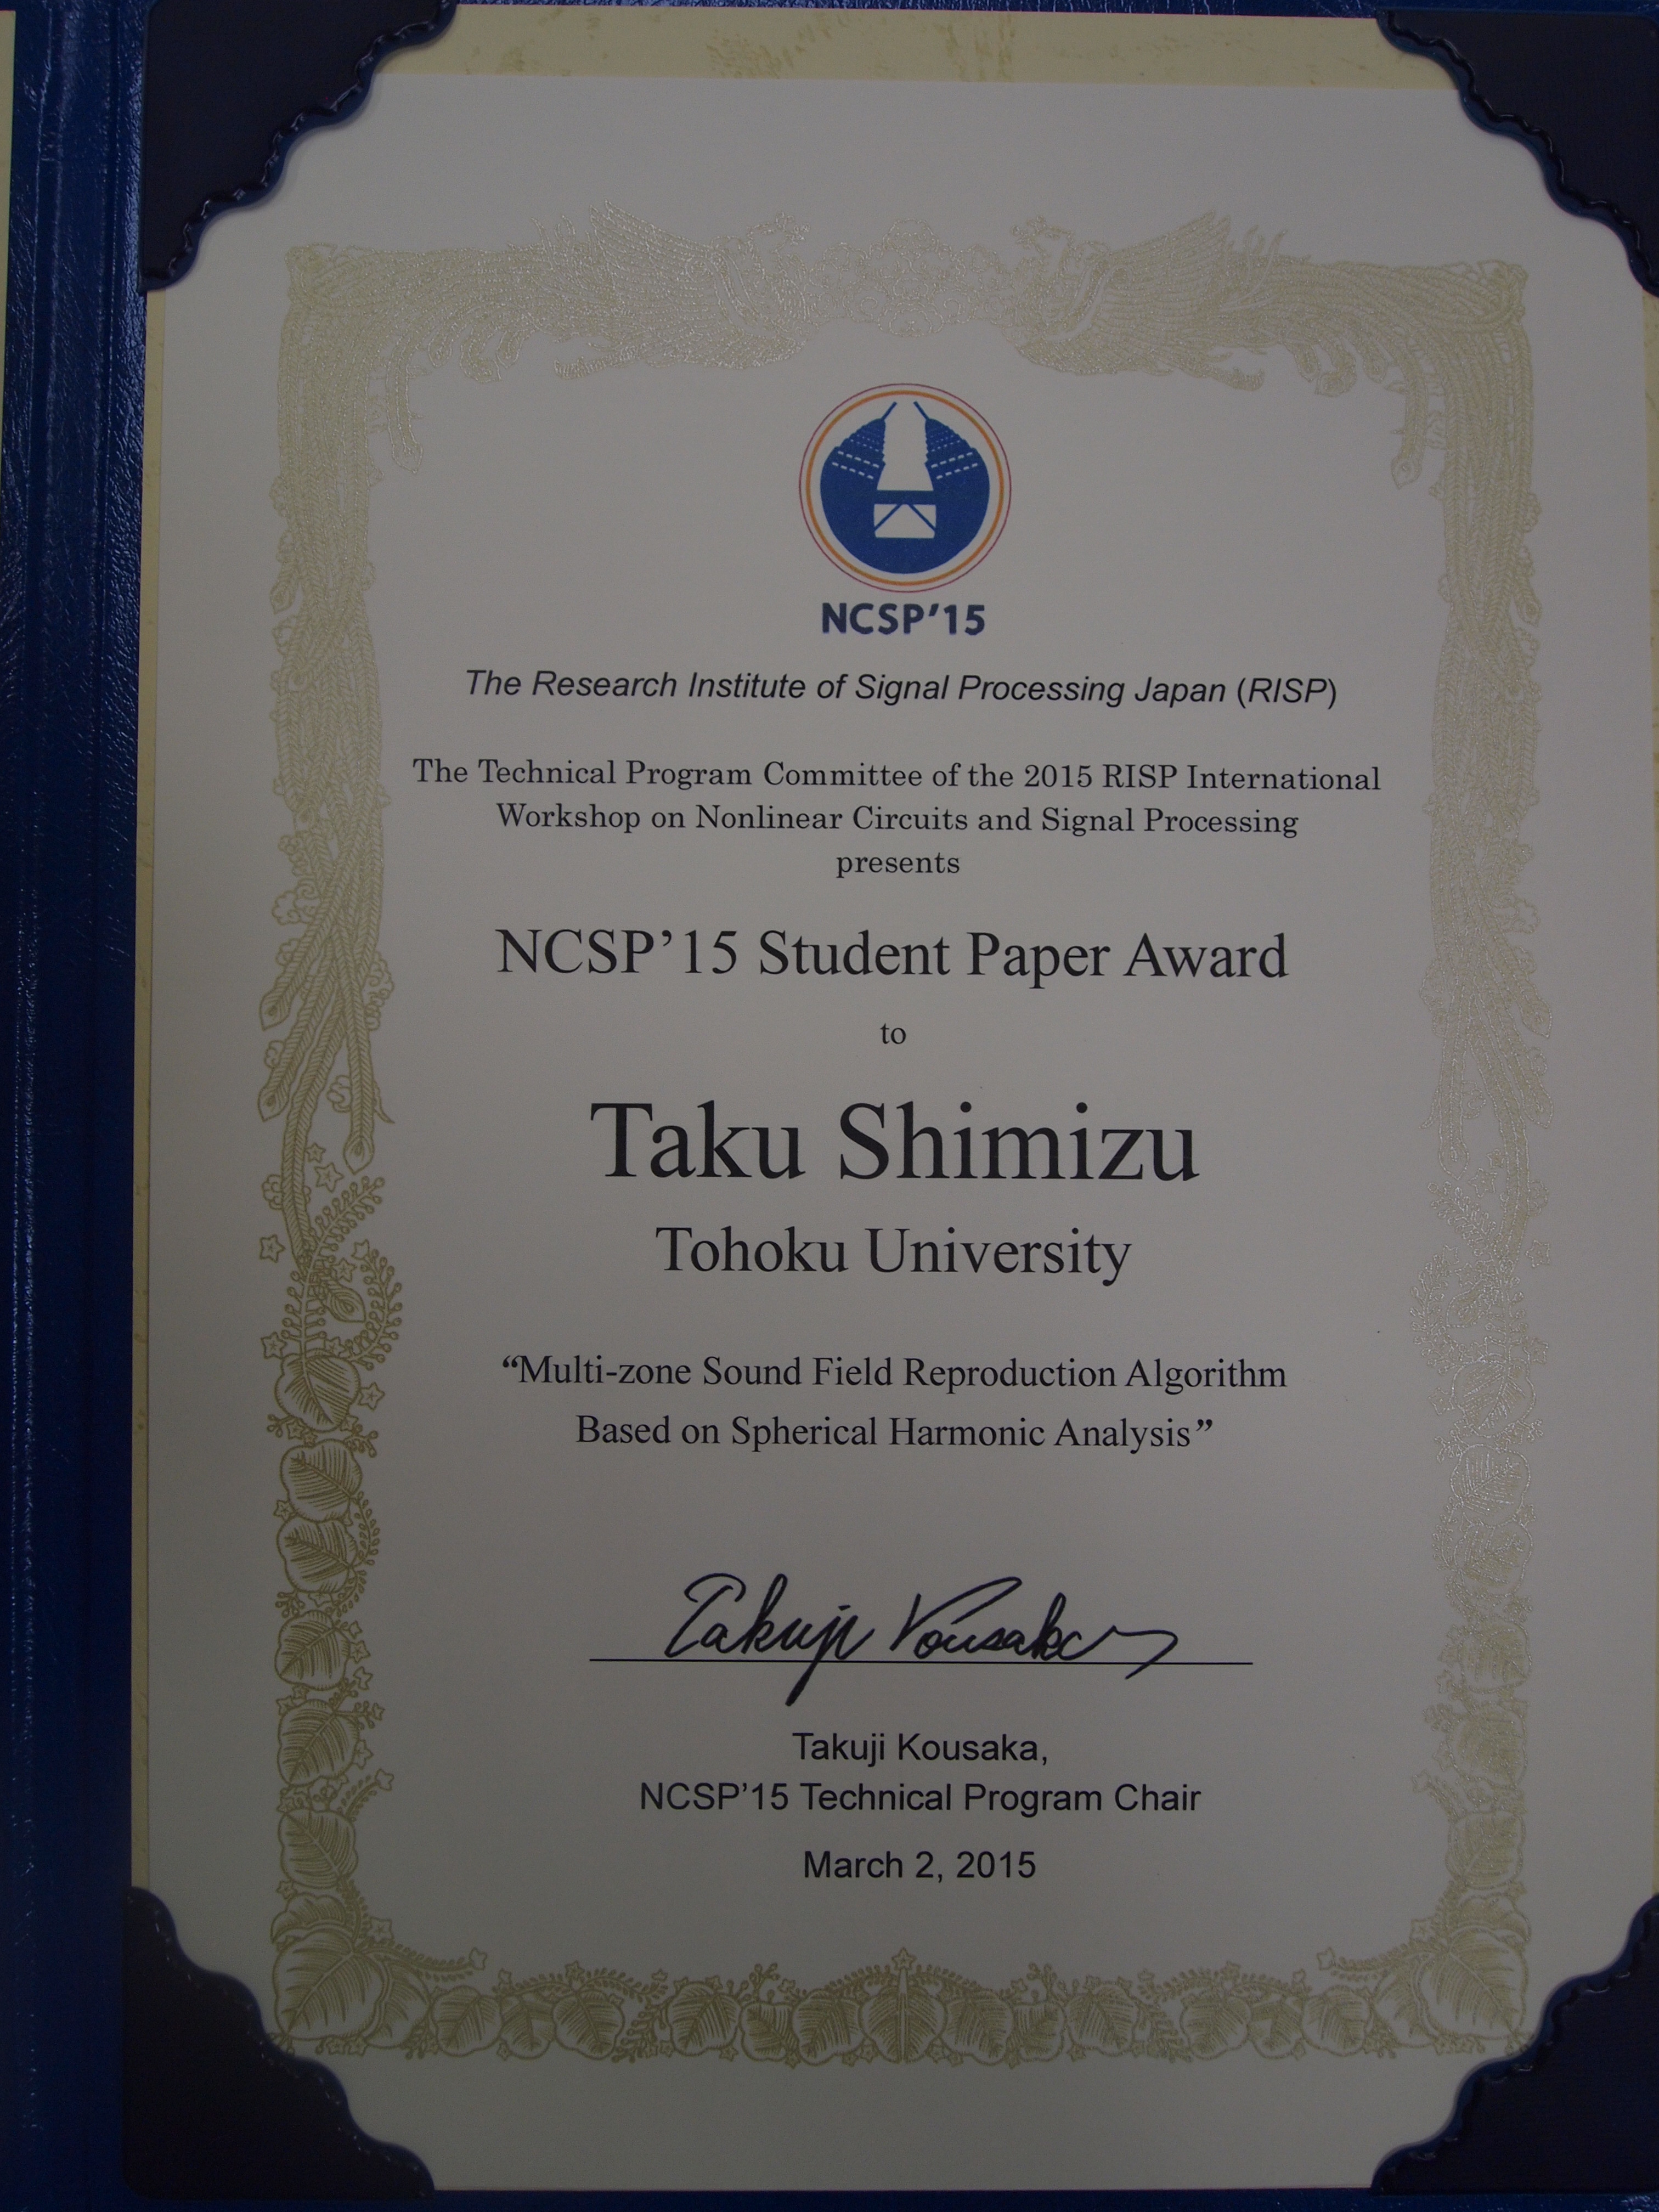 NCSP'15
The Research Institute of Signal Processing Japan (RISP)
The Technical Program Committee of the 2015 RISP International
Workshop on Nonlinear Circuits and Signal Processing
presents
NCSP’15 Student Paper Award
to
Taku Shimizu
Tohoku University
“Multi-zone Sound Field Reproduction Algorithm
Based on Spherical Harmonic Analysis”
Takuji Kousaka
Takuji Kousaka,
NCSP’15 Technical Program Chair
March 2, 2015